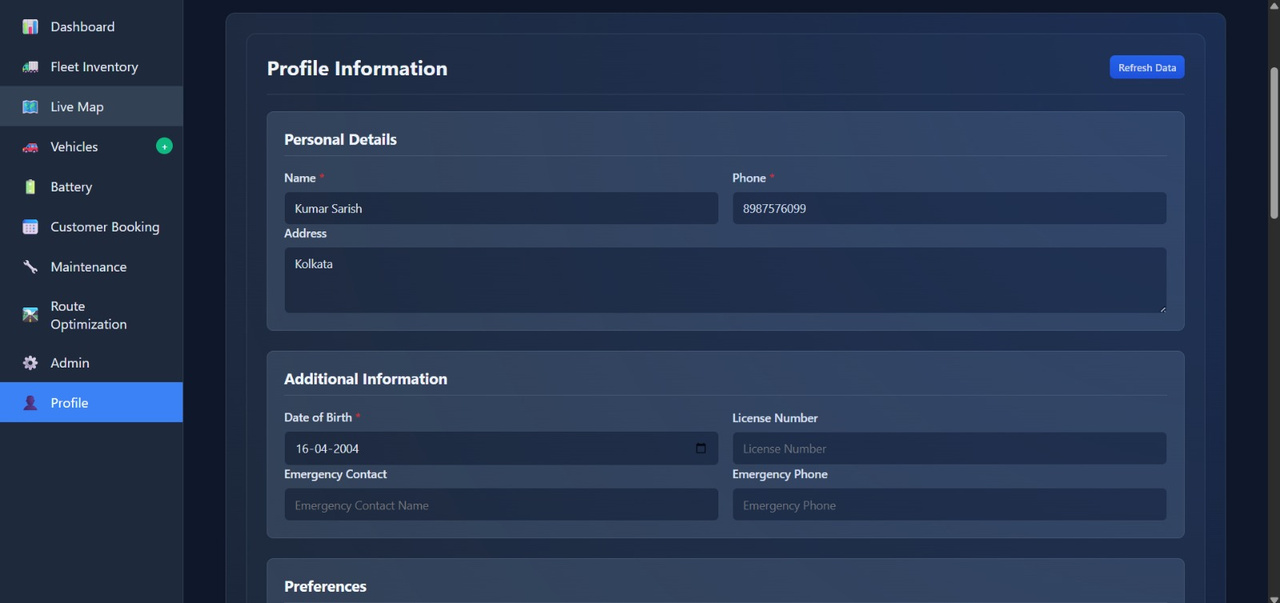 Dashboard
Fleet Inventory
Live Map
Vehicles +
Battery
Customer Booking
Maintenance
Route
Optimization
Admin
Profile
Profile Information
Refresh Data
Personal Details
Name * Phone *
Kumar Sarish 8987576099
Address
Kolkata
Additional Information
Date of Birth * License Number
16-04-2004 License Number
Emergency Contact Emergency Phone
Emergency Contact Name Emergency Phone
Preferences